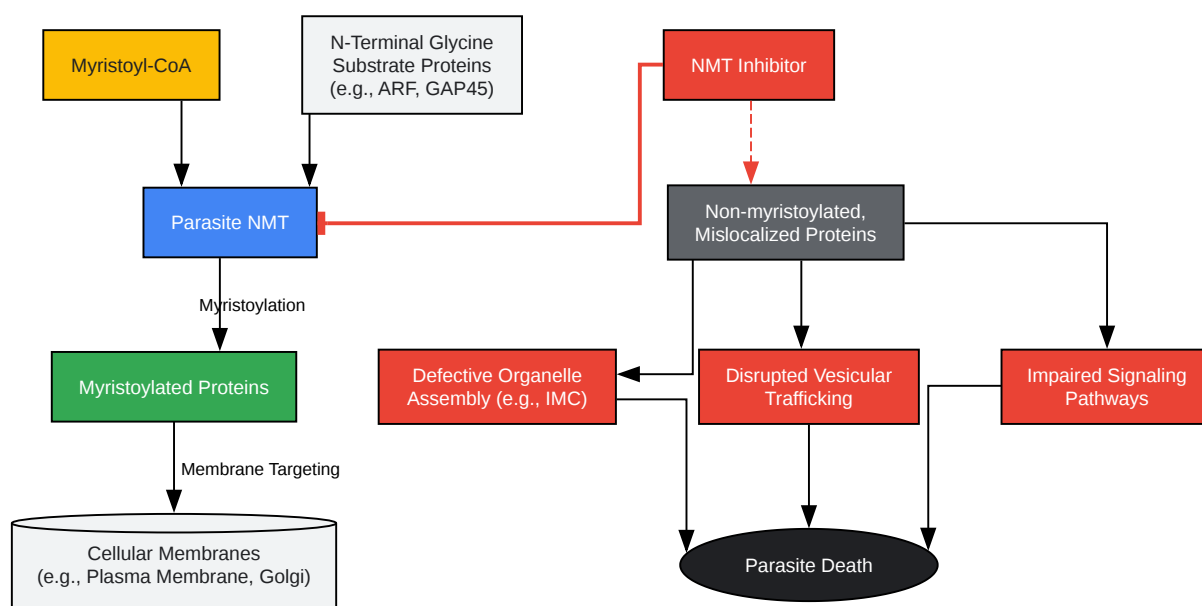 Myristoyl-CoA
N-Terminal Glycine
Substrate Proteins
(e.g., ARF, GAP45)
NMT Inhibitor
Parasite NMT
Non-myristoylated,
Mislocalized Proteins
Myristoylation
Myristoylated Proteins
Defective Organelle
Assembly (e.g., IMC)
Disrupted Vesicular
Trafficking
Impaired Signaling
Pathways
Membrane Targeting
Cellular Membranes
(e.g., Plasma Membrane, Golgi)
Parasite Death